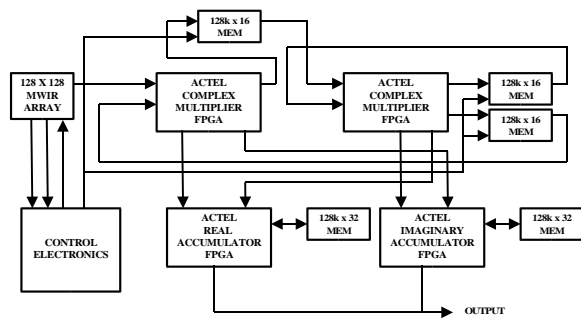 128k x 16
MEM
128 X 128
MWIR
ARRAY
ACTEL
COMPLEX
MULTIPLIER
FPGA
ACTEL
COMPLEX
MULTIPLIER
FPGA
128k x 16
MEM
128k x 16
MEM
CONTROL
ELECTRONICS
ACTEL
REAL
ACCUMULATOR
FPGA
128k x 32
MEM
ACTEL
IMAGINARY
ACCUMULATOR
FPGA
128k x 32
MEM
OUTPUT